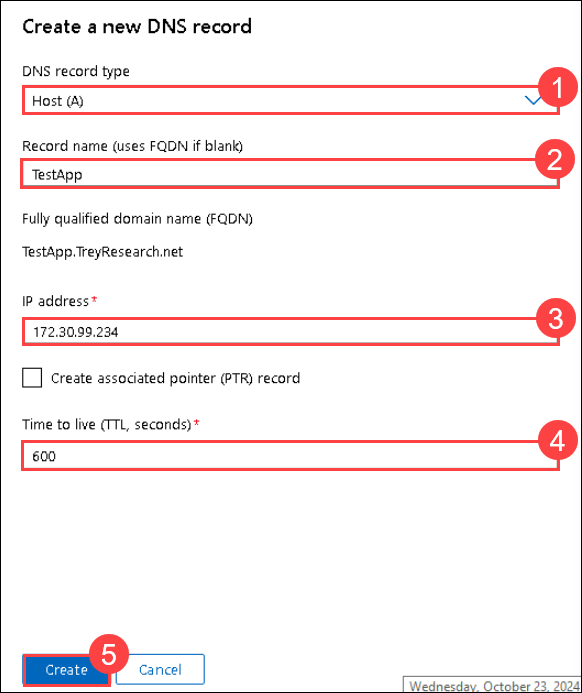 Create a new DNS record
DNS record type
Host (A)
1
Record name (uses FQDN if blank)
2
TestApp
Fully qualified domain name (FQDN)
TestApp.TreyResearch.net
IP address*
3
172.30.99.234
Create associated pointer (PTR) record
Time to live (TTL, seconds)*
4
600
5
Create Cancel
Wednesday, October 23, 2024